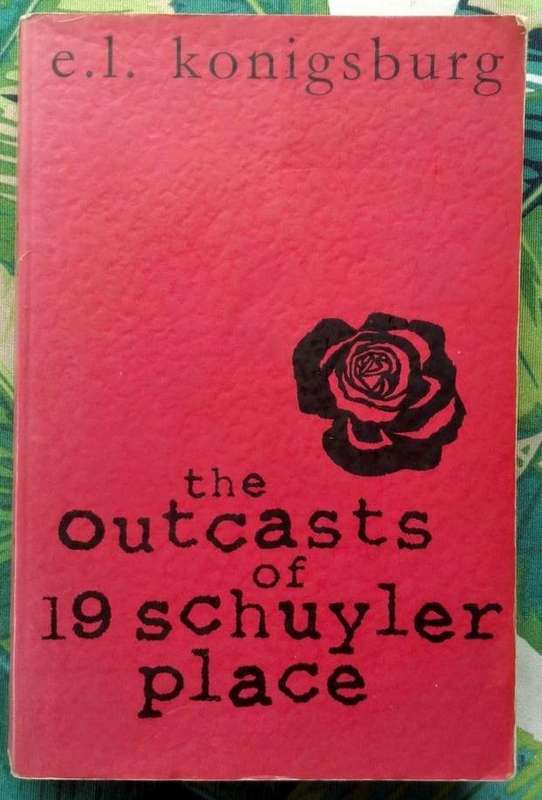 e.l. konigsburg
the
outcasts
of
19 schuyler
place